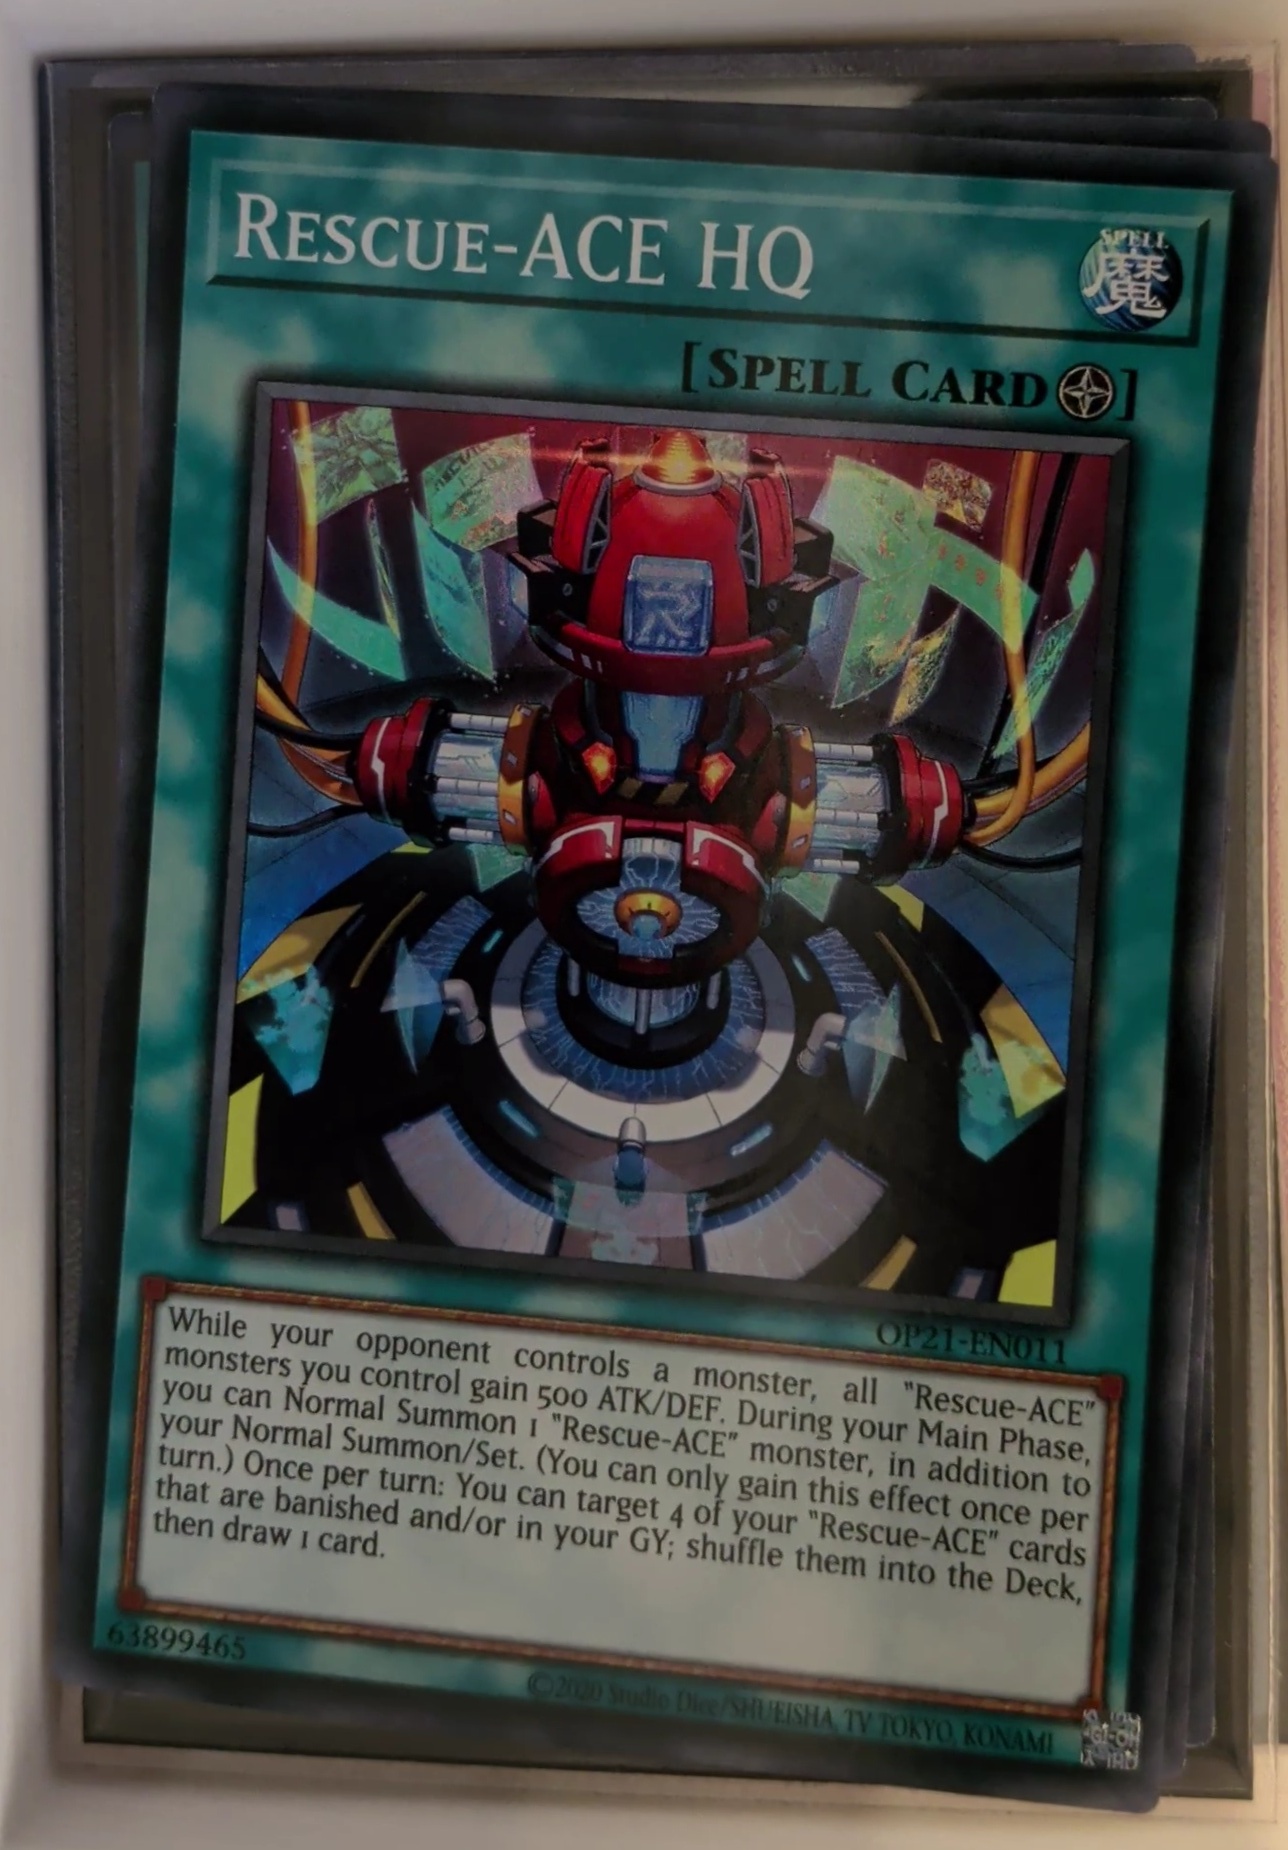 RESCUE-ACE HQ
SPELL
魔
[SPELL CARD]
R
OP21-EN011
While your opponent controls a monster, all "Rescue-ACE"
monsters you control gain 500 ATK/DEF. During your Main Phase,
you can Normal Summon 1 "Rescue-ACE" monster, in addition to
your Normal Summon/Set. (You can only gain this effect once per
turn.) Once per turn: You can target 4 of your "Rescue-ACE" cards
that are banished and/or in your GY; shuffle them into the Deck,
then draw 1 card.
63899465
©2020 Studio Dice/SHUEISHA, TV TOKYO, KONAMI